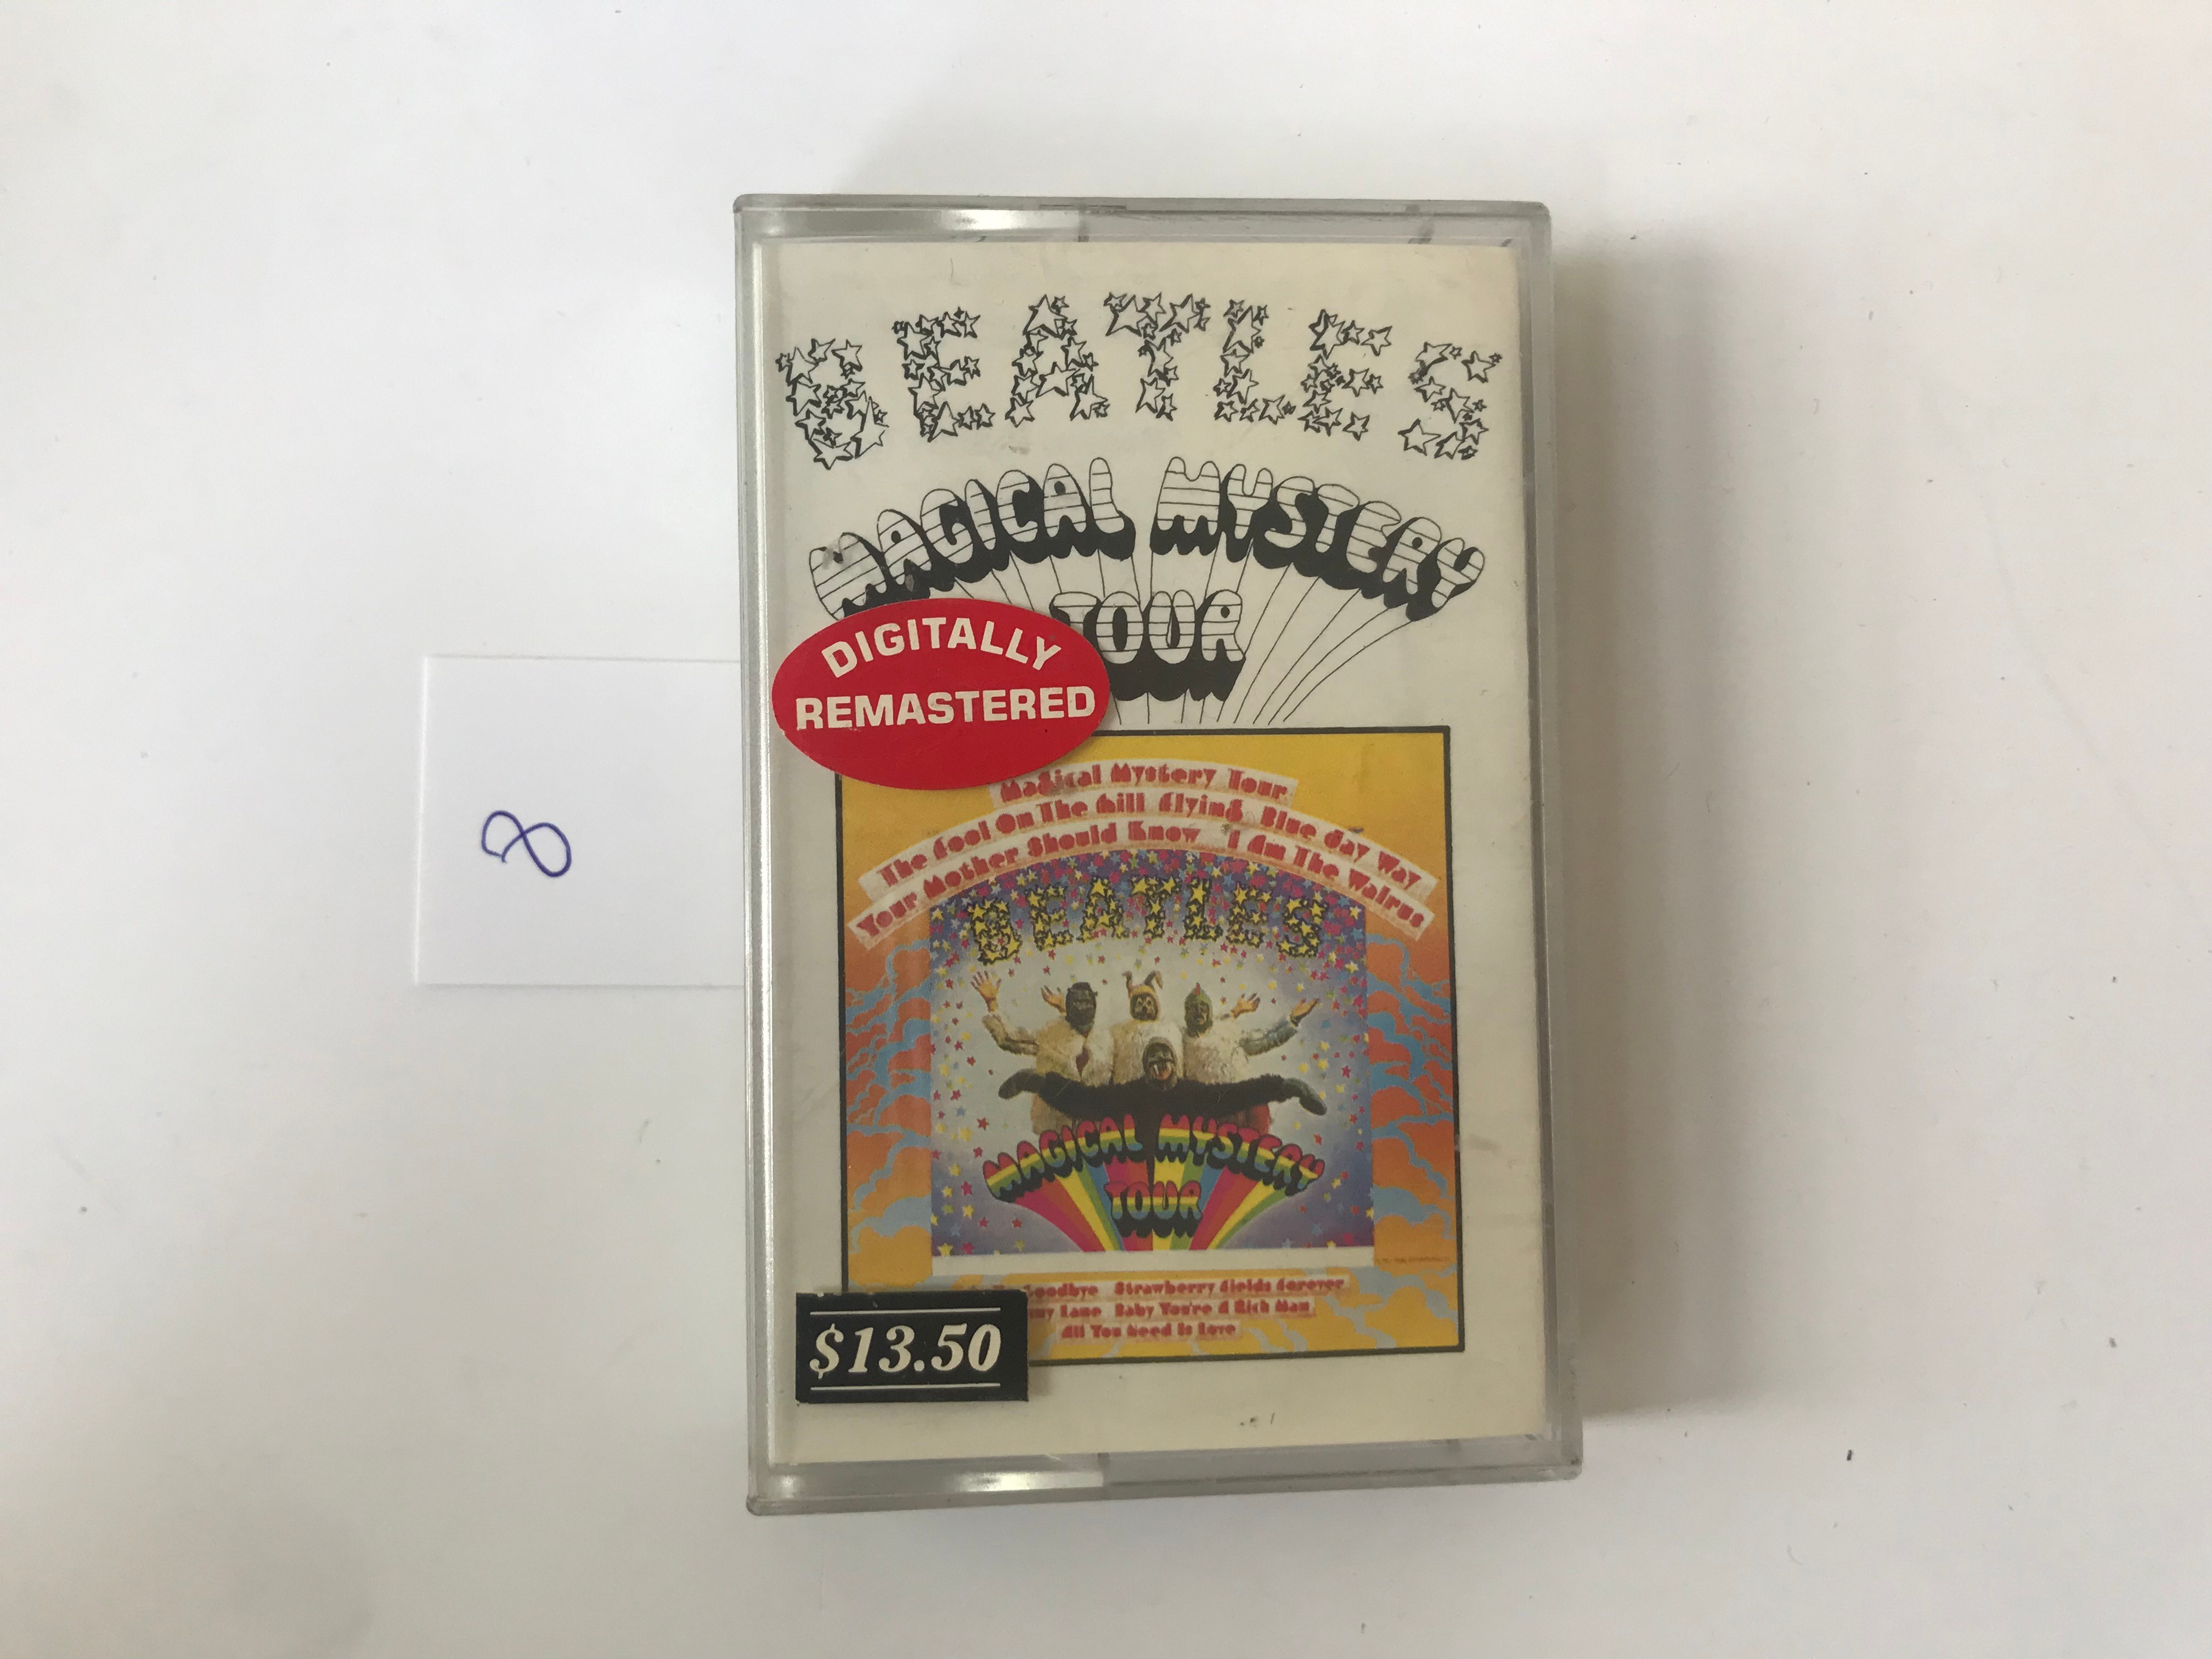 BEATLES
MAGICAL MYSTERY
TOUR
DIGITALLY
REMASTERED
Magical Mystery Tour
The Fool On The Hill Flying Blue Jay Way
Your Mother Should Know I Am The Walrus
BEATLES
MAGICAL MYSTERY
TOUR
Goodbye Strawberry Fields Forever
Lane Baby You're A Rich Man
All You Need Is Love
$13.50
8